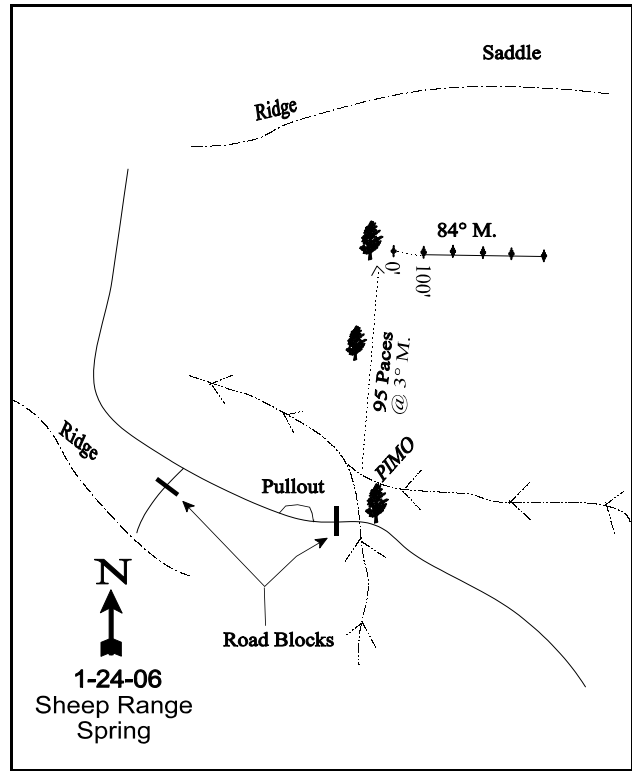 Saddle
Ridge
84° M.
0'
100'
95 Paces
@ 3° M.
PIMO
Ridge
Pullout
N
Road Blocks
1-24-06
Sheep Range
Spring